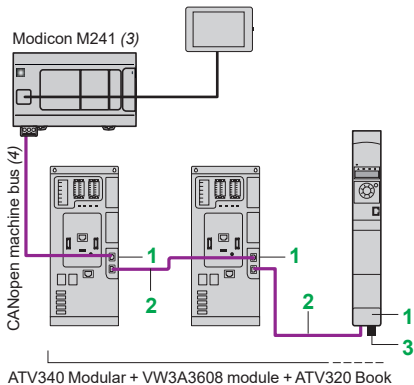 Modicon M241 (3)
CANopen machine bus (4)
1
1
2
2
1
3
ATV340 Modular + VW3A3608 module + ATV320 Book